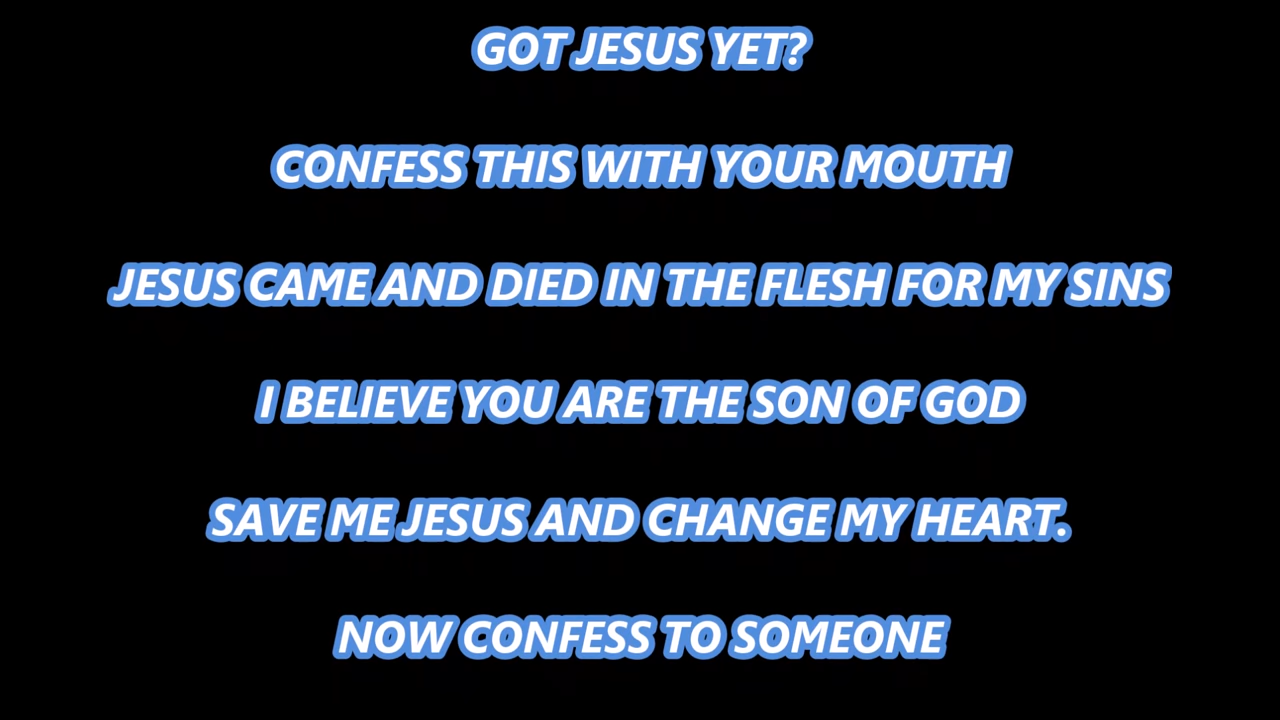 GOT JESUS YET?
CONFESS THIS WITH YOUR MOUTH
JESUS CAME AND DIED IN THE FLESH FOR MY SINS
I BELIEVE YOU ARE THE SON OF GOD
SAVE ME JESUS AND CHANGE MY HEART.
NOW CONFESS TO SOMEONE